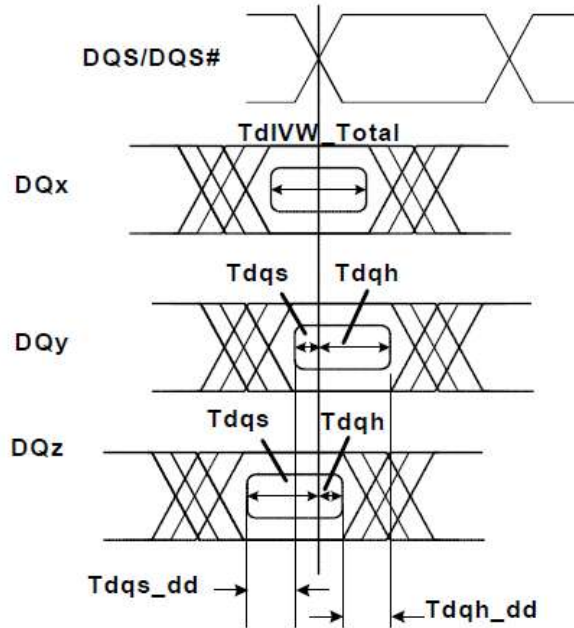 DQS/DQS#
TdIVW_Total
DQx
Tdqs Tdqh
DQy
Tdqs Tdqh
DQz
Tdqs_dd
Tdqh_dd